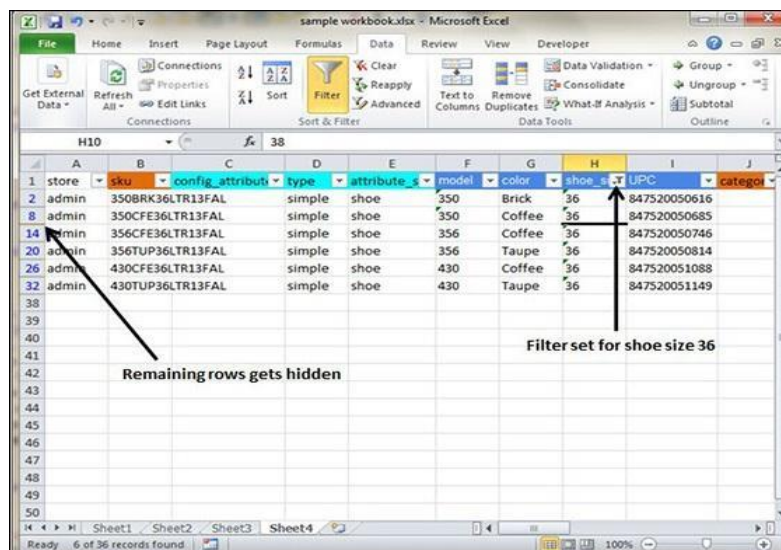 sample workbook.xlsx - Microsoft Excel
File Home Insert Page Layout Formulas Data Review View Developer
Get External Data
Refresh All
Connections
Properties
Edit Links
Connections
Sort
Filter
Clear
Reapply
Advanced
Sort & Filter
Text to Columns
Remove Duplicates
Data Validation
Consolidate
What-If Analysis
Data Tools
Group
Ungroup
Subtotal
Outline
H10 fx 38
A B C D E F G H I J
1 store sku config_attribute type attribute_s model color shoe_s UPC categor
2 admin 350BRK36LTR13FAL simple shoe 350 Brick 36 847520050616
8 admin 350CFE36LTR13FAL simple shoe 350 Coffee 36 847520050685
14 admin 356CFE36LTR13FAL simple shoe 356 Coffee 36 847520050746
20 admin 356TUP36LTR13FAL simple shoe 356 Taupe 36 847520050814
26 admin 430CFE36LTR13FAL simple shoe 430 Coffee 36 847520051088
32 admin 430TUP36LTR13FAL simple shoe 430 Taupe 36 847520051149
38
39
40
Filter set for shoe size 36
41
42
Remaining rows gets hidden
43
44
45
46
47
48
49
50
Sheet1 Sheet2 Sheet3 Sheet4
Ready 6 of 36 records found 100%